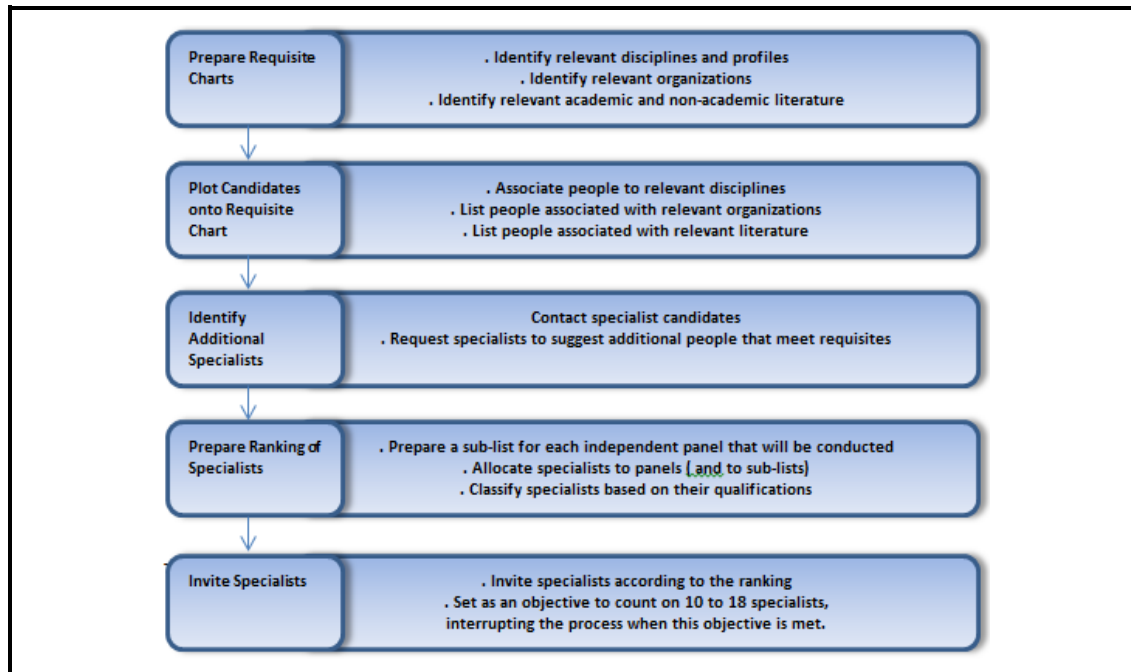 Prepare Requisite
Charts
. Identify relevant disciplines and profiles
. Identify relevant organizations
. Identify relevant academic and non-academic literature
Plot Candidates
onto Requisite
Chart
. Associate people to relevant disciplines
. List people associated with relevant organizations
. List people associated with relevant literature
Identify
Additional
Specialists
Contact specialist candidates
. Request specialists to suggest additional people that meet requisites
Prepare Ranking of
Specialists
. Prepare a sub-list for each independent panel that will be conducted
. Allocate specialists to panels ( and to sub-lists)
. Classify specialists based on their qualifications
Invite Specialists
. Invite specialists according to the ranking
. Set as an objective to count on 10 to 18 specialists,
interrupting the process when this objective is met.